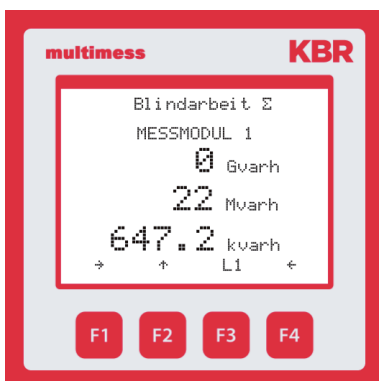 multimess KBR
Blindarbeit Σ
MESSMODUL 1
0 Gvarh
22 Mvarh
647.2 kvarh
→ ↑ L1 ←
F1 F2 F3 F4